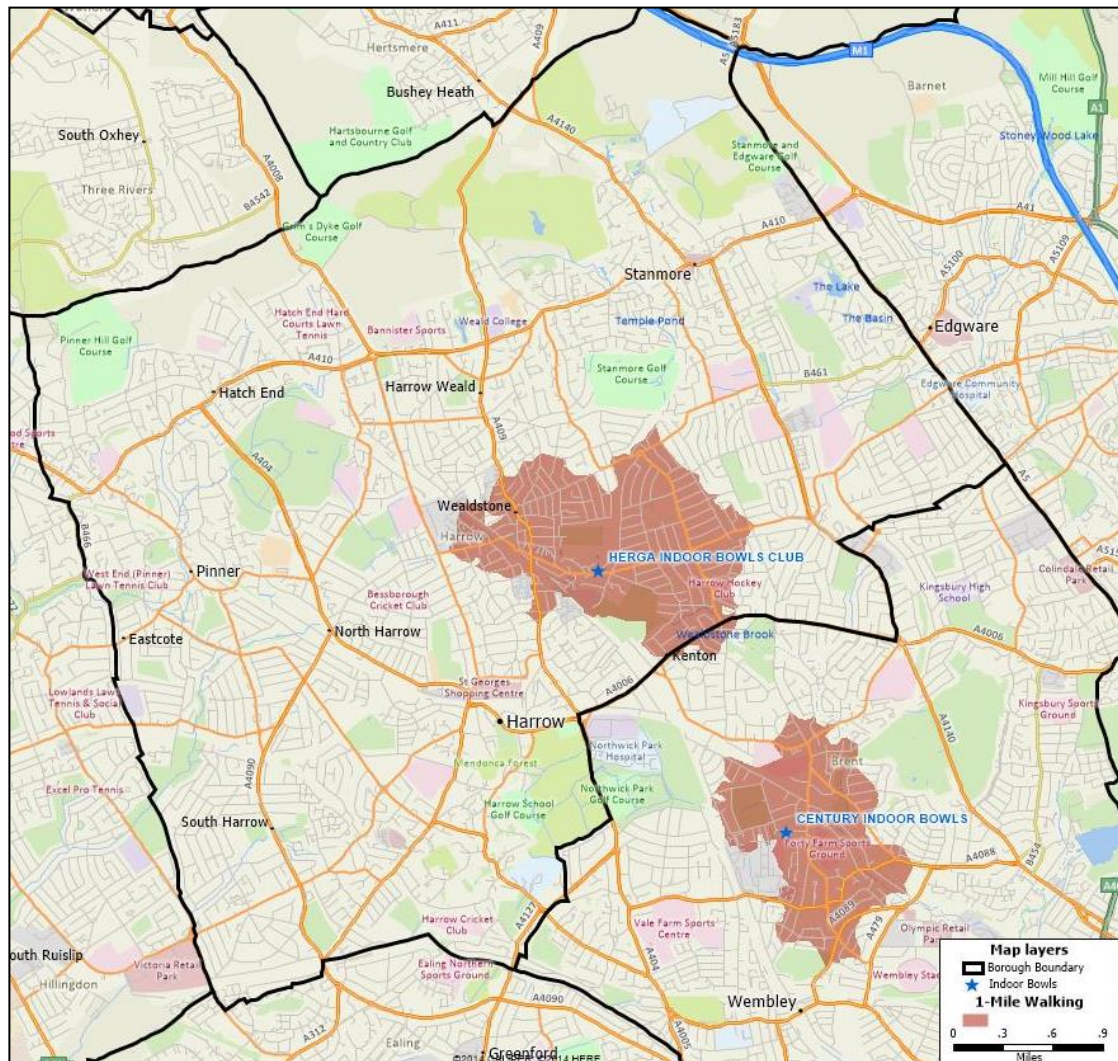 Watford
A411
Hertsmere
A409
A5183
M1
Barnet
Mill Hill Golf
Course
A1
Bushey Heath
South Oxhey
Hartsbourne Golf
and Country Club
A4140
Stoney Wood Lake
A4008
Stanmore and
Edgware Golf
Course
Three Rivers
B4542
A41
Grim s Dyke Golf
Course
A410
A5109
A5100
Stanmore
The Lake
Hatch End Hard
Courts Lawn
Tennis
Bannister Sports
Weald College
Temple Pond
The Basin
Edgware
Pinner Hill Golf
Course
A410
Stanmore Golf
Course
B461
Hatch End
Harrow Weald
Edgware Community
Hospital
A409
A404
A5
Wealdstone
Harrow
B466
HERGA INDOOR BOWLS CLUB
Colindale Retail
Park
West End (Pinner)
Lawn Tennis Club
Pinner
Bessborough
Cricket Club
Harrow Hockey
Club
Kingsbury High
School
Eastcote
North Harrow
Wealdstone Brook
A4006
Kenton
St Georges
Shopping Centre
A4006
Lowlands Lawn
Tennis & Social
Club
Kingsbury Sports
Ground
Harrow
Northwick Park
Hospital
A4140
Mendonca Forest
Brent
A4090
Excel Pro Tennis
Harrow School
Golf Course
Northwick Park
Golf Course
South Harrow
CENTURY INDOOR BOWLS
Forty Farm Sports
Ground
A4088
B454
A4089
A479
Harrow Cricket
Club
A4127
Vale Farm Sports
Centre
Olympic Retail
Park
South Ruislip
Victoria Retail
Park
Ealing Northern
Sports Ground
A404
Hillingdon
Wembley
A4090
A312
Ealing
A4005
Greenford
Map layers
Borough Boundary
Indoor Bowls
1-Mile Walking
0 .3 .6 .9
Miles